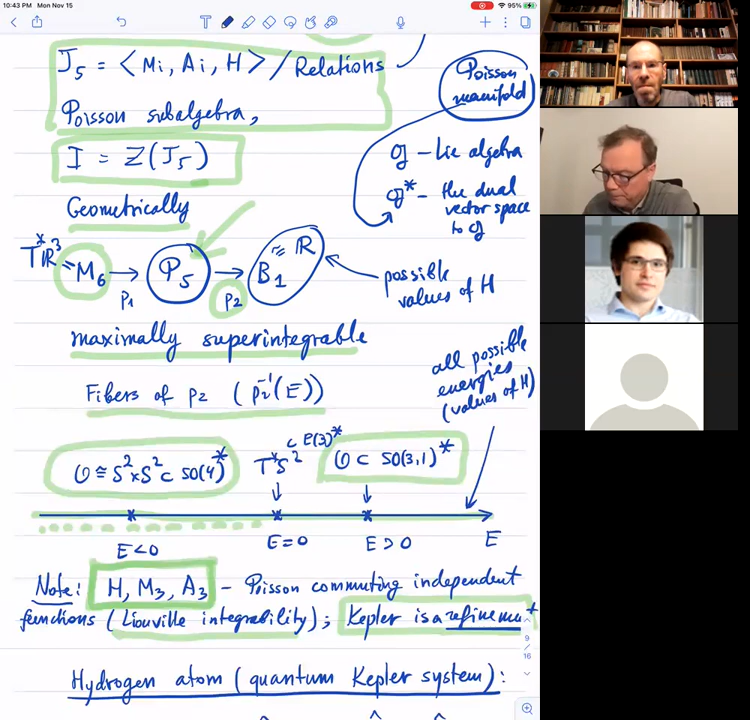 10:43 PM Mon Nov 15
95%
J₅ = < Mi, Ai, H > / Relations
Poisson subalgebra,
I = Z(J₅)
Geometrically
T*ℝ³ ≅ M₆ → P₅ → B₁ ≅ ℝ
p₁ p₂
Poisson manifold
g - Lie algebra
g* - the dual vector space to g
possible values of H
maximally superintegrable
Fibers of p₂ (p₂⁻¹(E))
all possible energies (values of H)
O ≅ S²×S² ⊂ so(4)*
T*S² ⊂ E(3)*
O ⊂ SO(3,1)*
E<0 E=0 E>0 E
Note: H, M₃, A₃ - Poisson commuting independent
functions (Liouville integrability); Kepler is a refinemt
9
16
Hydrogen atom (quantum Kepler system):